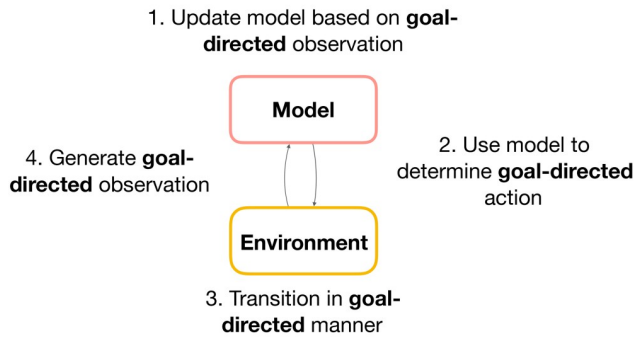 1. Update model based on goal-
directed observation
Model
4. Generate goal-
directed observation
2. Use model to
determine goal-directed
action
Environment
3. Transition in goal-
directed manner